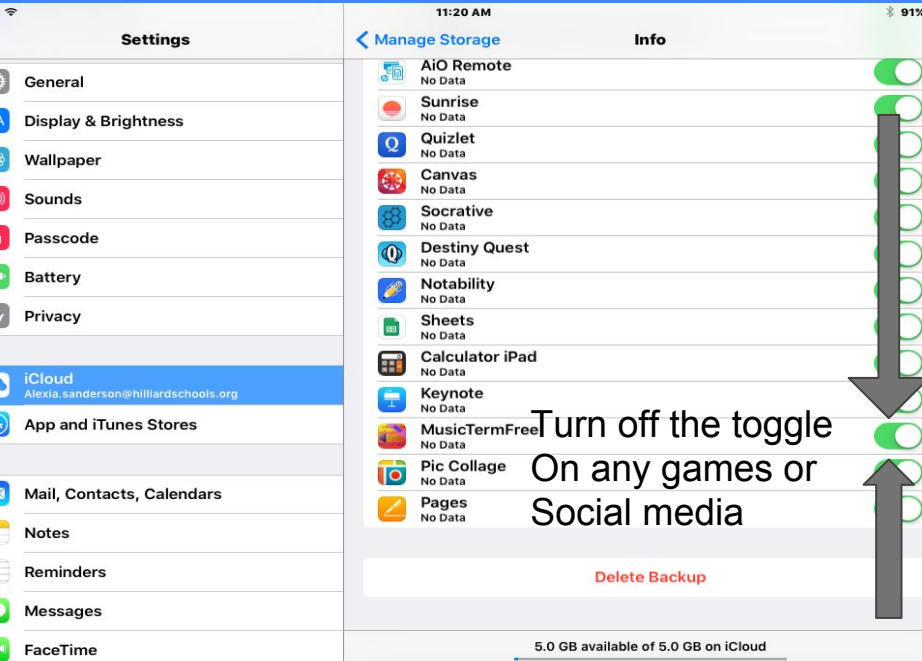 11:20 AM
91%
Settings
Manage Storage
Info
General
Display & Brightness
Wallpaper
Sounds
Passcode
Battery
Privacy
iCloud
Alexia.sanderson@hilliardschools.org
App and iTunes Stores
Mail, Contacts, Calendars
Notes
Reminders
Messages
FaceTime
AiO Remote
No Data
Sunrise
No Data
Quizlet
No Data
Canvas
No Data
Socrative
No Data
Destiny Quest
No Data
Notability
No Data
Sheets
No Data
Calculator iPad
No Data
Keynote
No Data
MusicTermFree
No Data
Pic Collage
No Data
Pages
No Data
Turn off the toggle
On any games or
Social media
Delete Backup
5.0 GB available of 5.0 GB on iCloud